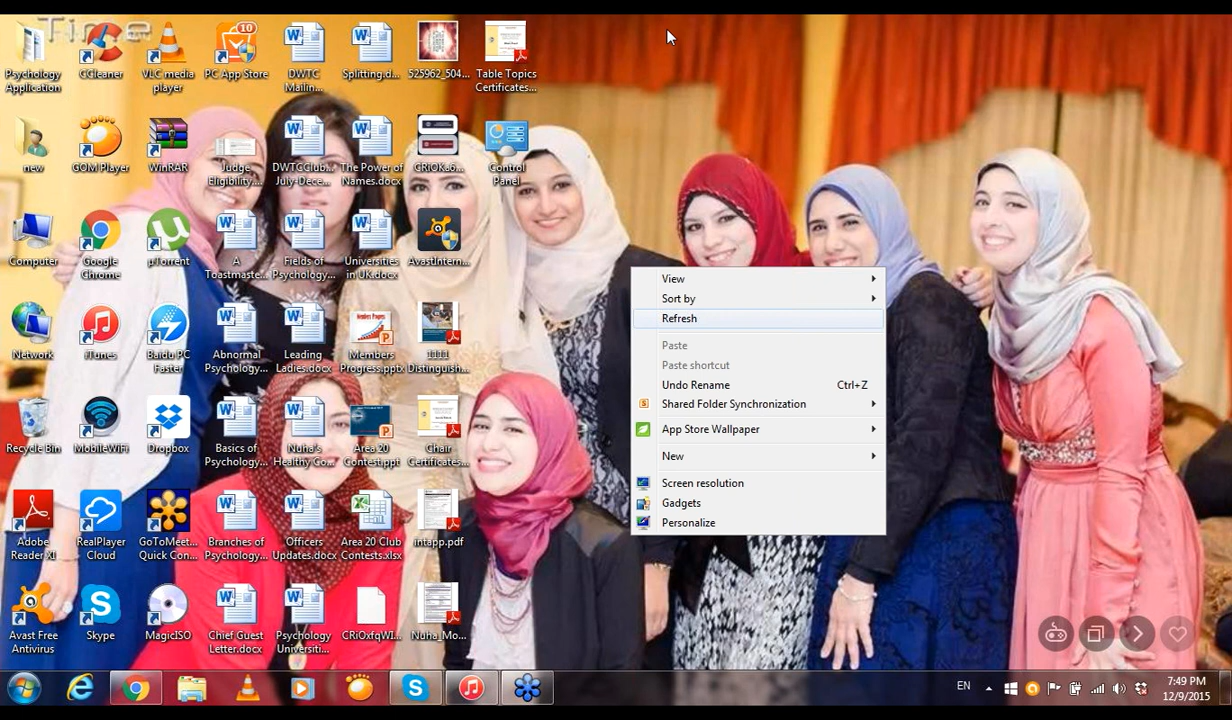 Time
Psychology
Application
CCleaner
VLC media
player
10
PC App Store
DWTC
Mailin...
Splitting.d...
525962_504...
Table Topics
Certificates...
new
GOM Player
WinRAR
Judge
Eligibility....
DWTCClub...
July-Dece...
The Power of
Names.docx
CRiOKs6...
Control
Panel
Computer
Google
Chrome
µTorrent
A
Toastmaste...
Fields of
Psychology...
Universities
in UK.docx
AvastIntern...
Network
iTunes
Baidu PC
Faster
Abnormal
Psychology...
Leading
Ladies.docx
Members
Progress.pptx
1111
Distinguish...
Recycle Bin
MobileWiFi
Dropbox
Basics of
Psychology...
Nuha's
Healthy Co...
Area 20
Contest.ppt
Chair
Certificates...
Adobe
Reader XI
RealPlayer
Cloud
GoToMeet...
Quick Con...
Branches of
Psychology...
Officers
Updates.docx
Area 20 Club
Contests.xlsx
intapp.pdf
Avast Free
Antivirus
Skype
MagicISO
Chief Guest
Letter.docx
Psychology
Universiti...
CRiOxfqWI...
Nuha_Mo...
View
Sort by
Refresh
Paste
Paste shortcut
Undo Rename Ctrl+Z
Shared Folder Synchronization
App Store Wallpaper
New
Screen resolution
Gadgets
Personalize
EN
7:49 PM
12/9/2015